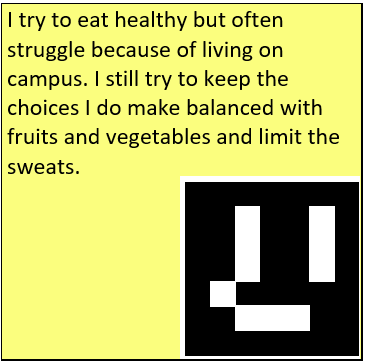 I try to eat healthy but often
struggle because of living on
campus. I still try to keep the
choices I do make balanced with
fruits and vegetables and limit the
sweats.